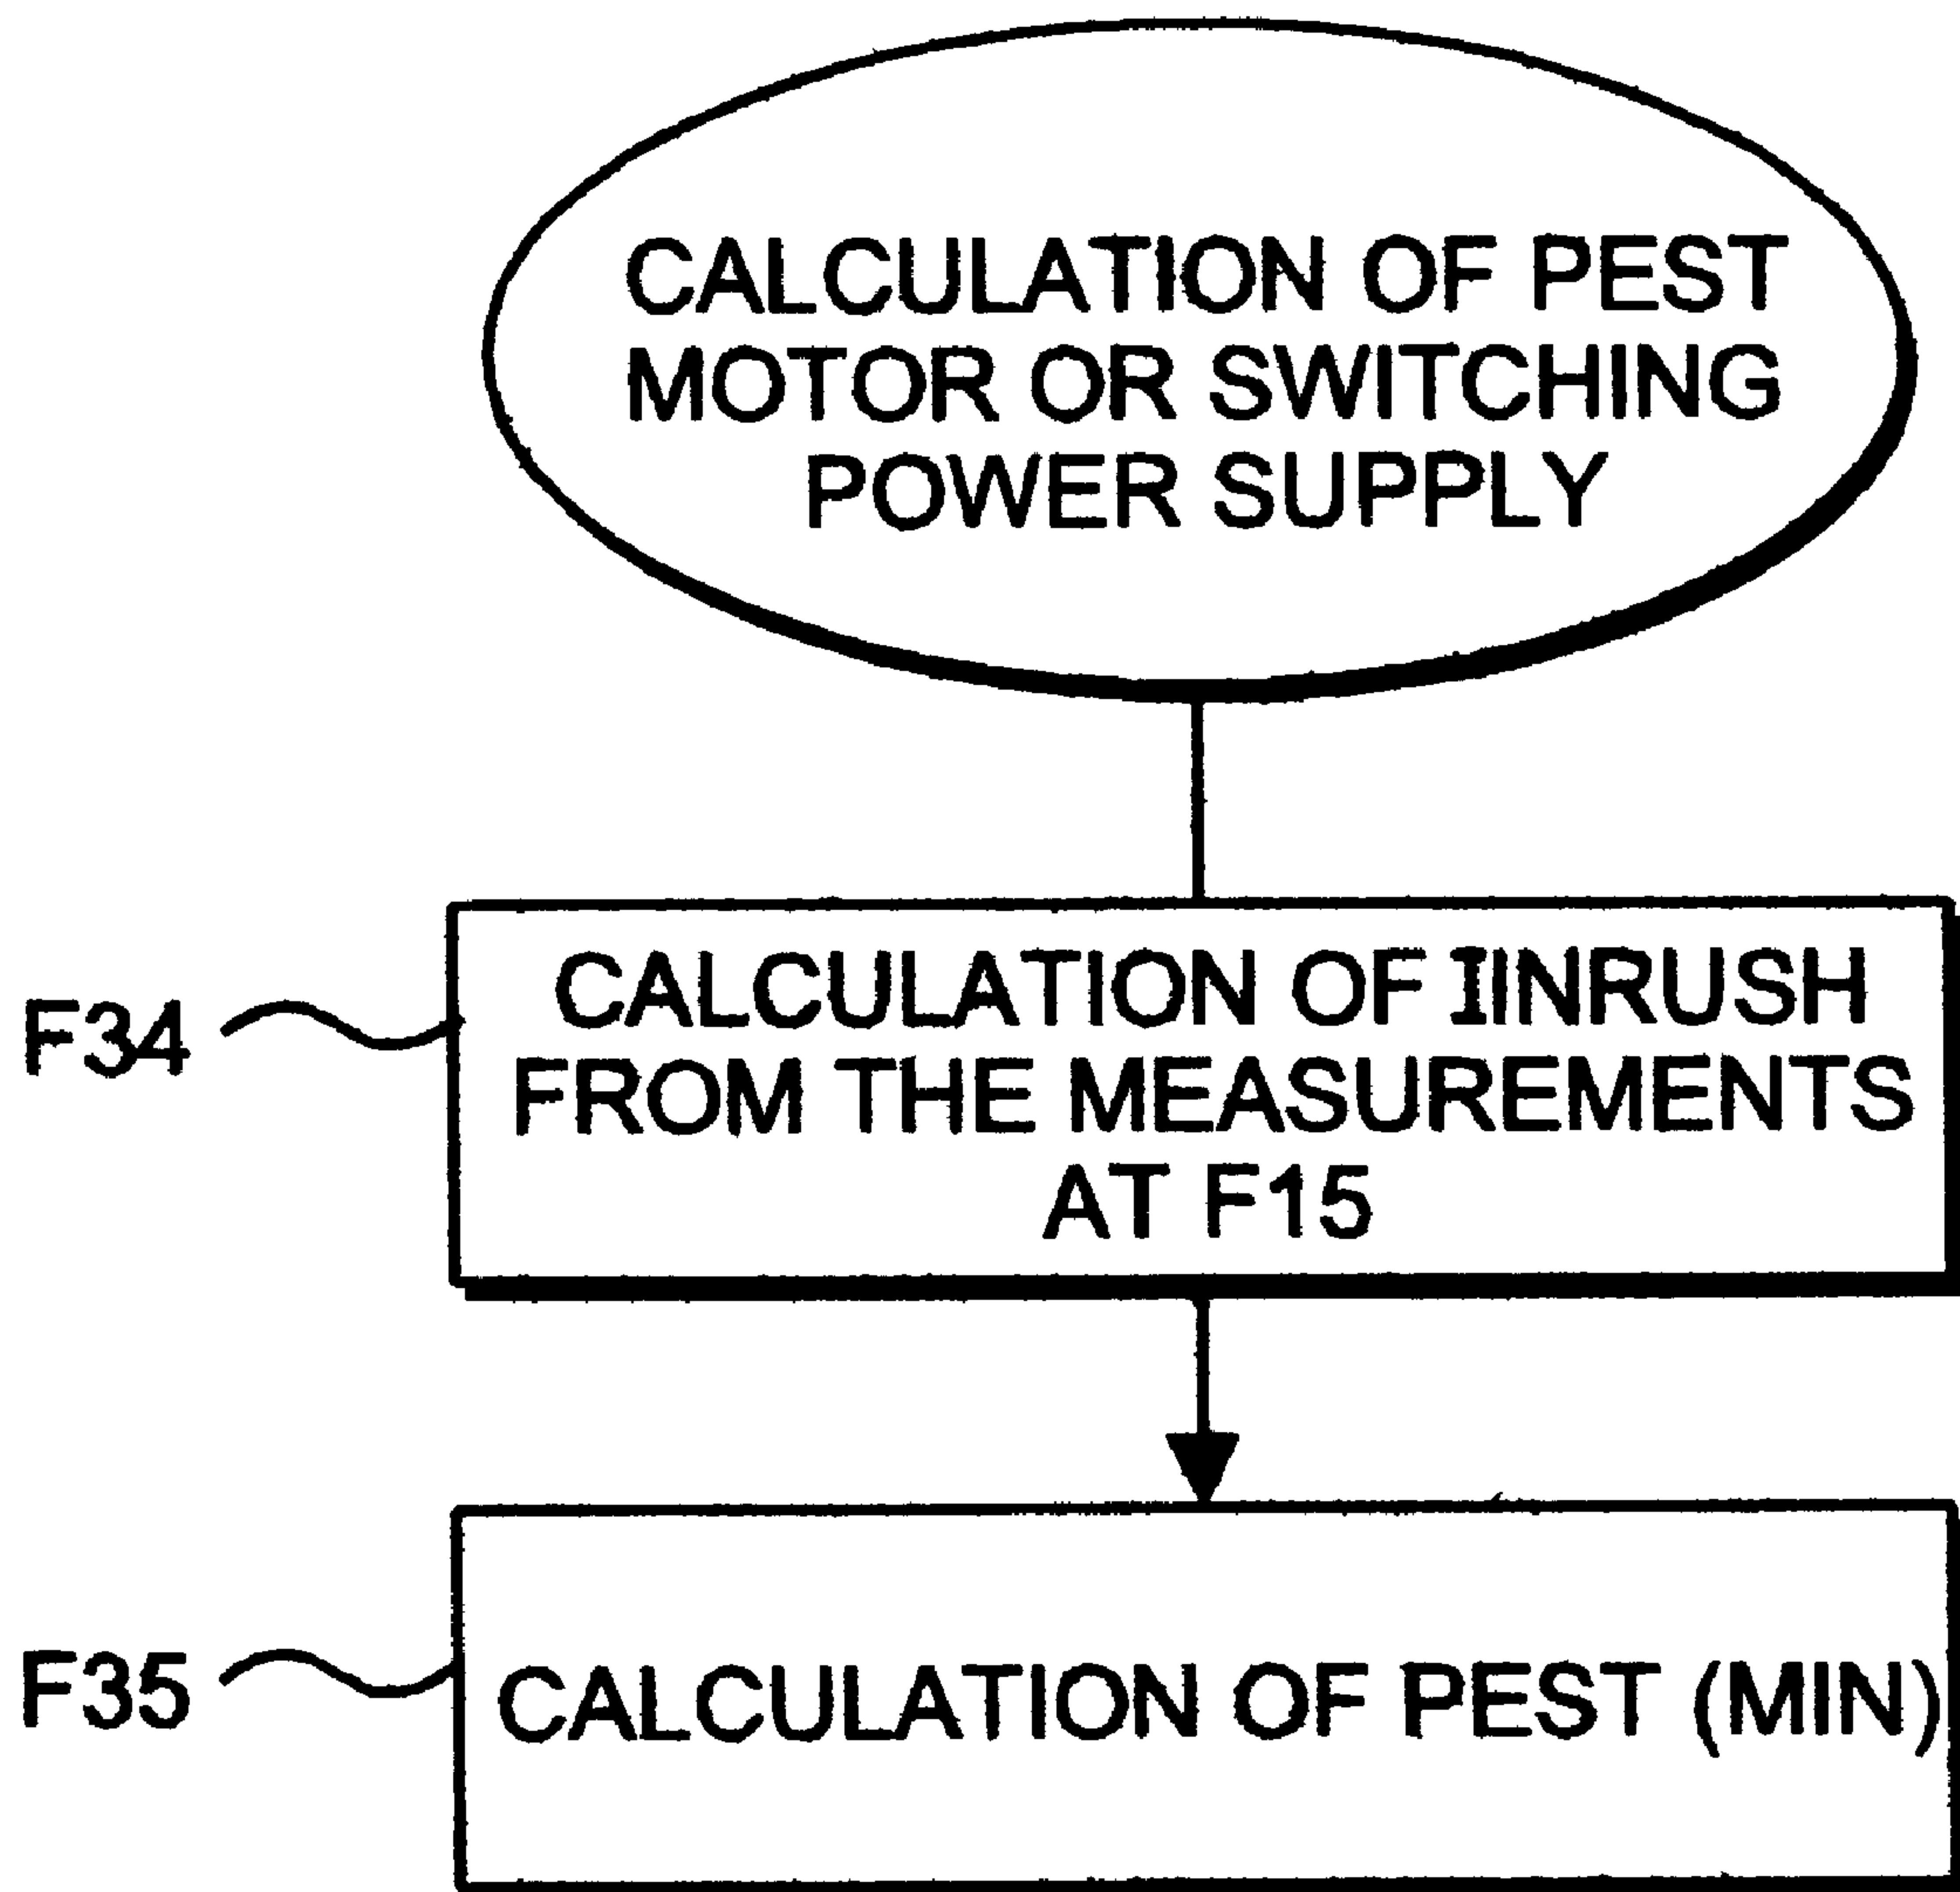 CALCULATION OF PEST
MOTOR OR SWITCHING
POWER SUPPLY
F34
CALCULATION OF IINRUSH
FROM THE MEASUREMENTS
AT F15
F35
CALCULATION OF PEST (MIN)